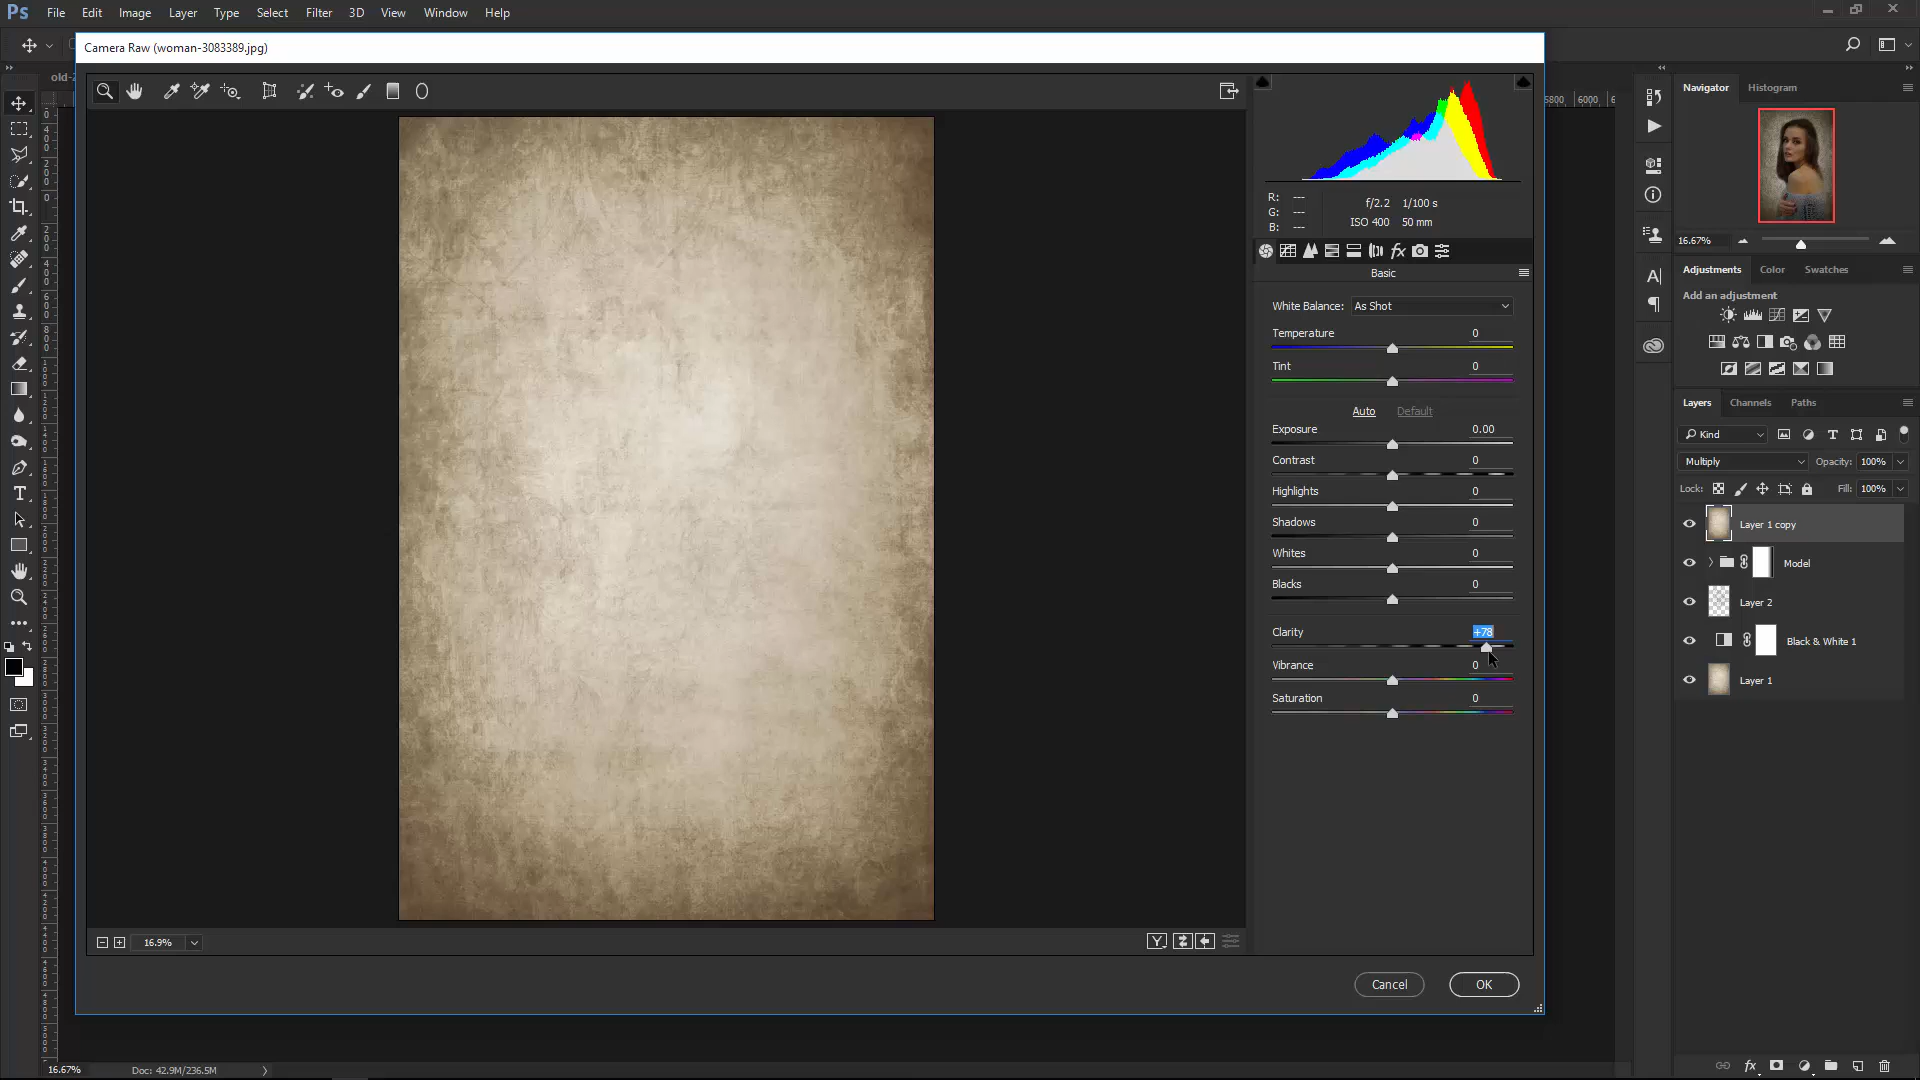 Ps File Edit Image Layer Type Select Filter 3D View Window Help
Camera Raw (woman-3083389.jpg)
old-
5800 6000
Navigator Histogram
R: ---
G: ---
B: ---
f/2.2 1/100 s
ISO 400 50 mm
16.67%
fx
Basic
Adjustments Color Swatches
Add an adjustment
White Balance: As Shot
Temperature 0
Tint 0
Auto Default
Exposure 0.00
Contrast 0
Highlights 0
Shadows 0
Whites 0
Blacks 0
Clarity +78
Vibrance 0
Saturation 0
Layers Channels Paths
Kind
Multiply Opacity: 100%
Lock: Fill: 100%
Layer 1 copy
Model
Layer 2
Black & White 1
Layer 1
16.9%
Y
Cancel OK
16.67% Doc: 42.9M/236.5M
fx